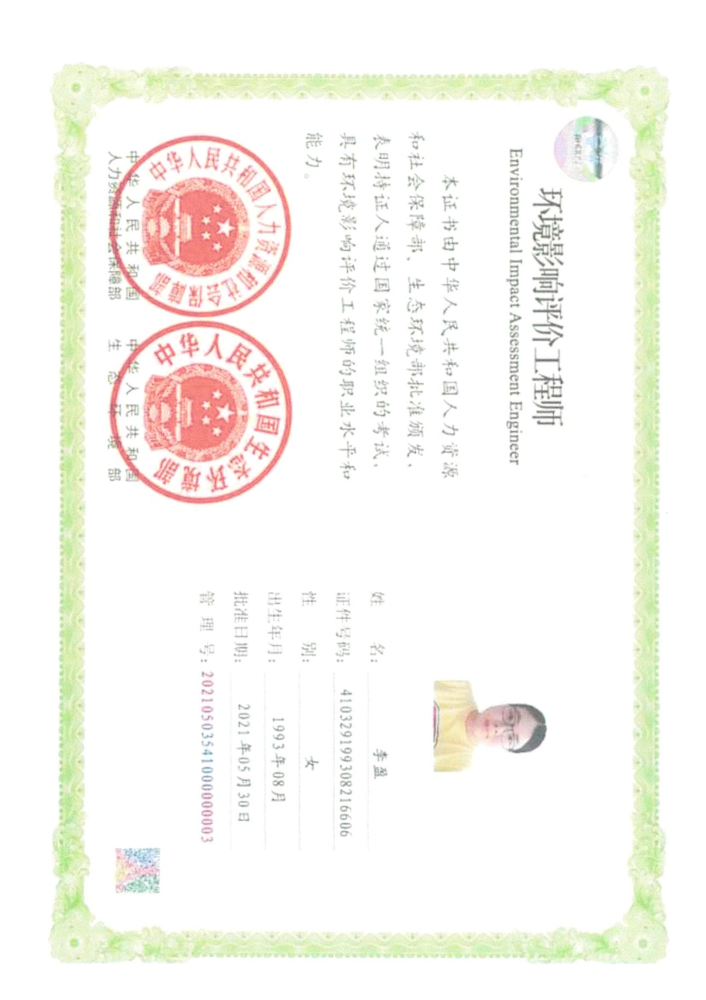 环境影响评价工程师
Environmental Impact Assessment Engineer
本证书由中华人民共和国人力资源
和社会保障部、生态环境部批准颁发，
表明持证人通过国家统一组织的考试，
具有环境影响评价工程师的职业水平和
能力。
中华人民共和国人力资源和社会保障部
中华人民共和国生态环境部
中华人民共和国
人力资源和社会保障部
中华人民共和国
生态环境部
姓名：李盈
证件号码：410329199308216606
性别：女
出生年月：1993年08月
批准日期：2021年05月30日
管理号：20210503541000000003